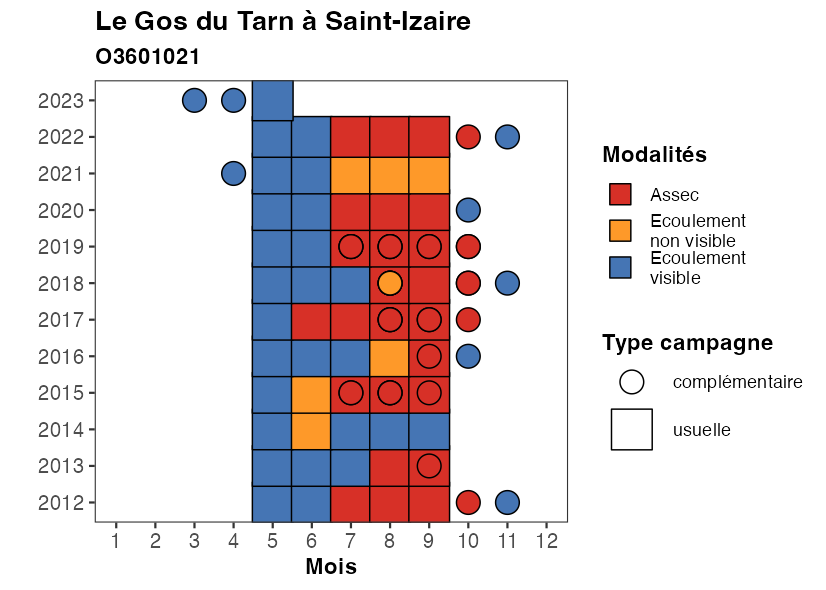 Le Gos du Tarn à Saint-Izaire
O3601021
2023
2022
2021
2020
2019
2018
2017
2016
2015
2014
2013
2012
1 2 3 4 5 6 7 8 9 10 11 12
Mois
Modalités
Assec
Ecoulement
non visible
Ecoulement
visible
Type campagne
complémentaire
usuelle